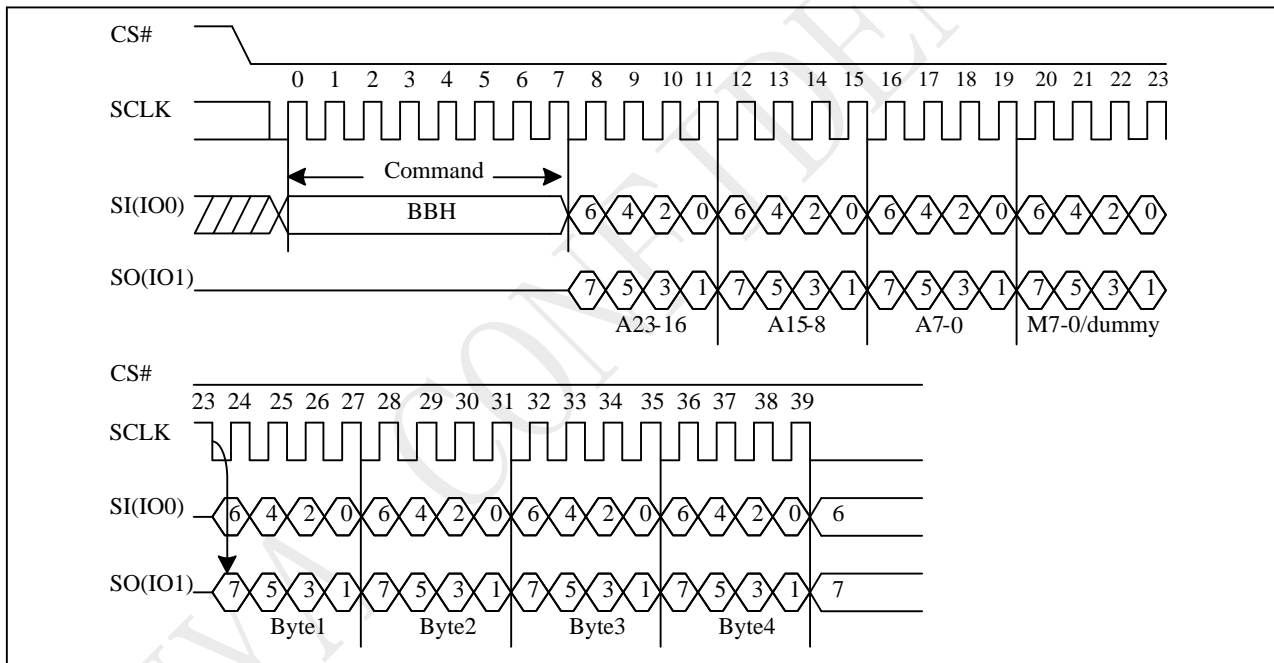 CS#
0 1 2 3 4 5 6 7 8 9 10 11 12 13 14 15 16 17 18 19 20 21 22 23
SCLK
Command
SI(IO0) BBH 6 4 2 0 6 4 2 0 6 4 2 0 6 4 2 0
SO(IO1) 7 5 3 1 7 5 3 1 7 5 3 1 7 5 3 1
A23-16 A15-8 A7-0 M7-0/dummy
CS#
23 24 25 26 27 28 29 30 31 32 33 34 35 36 37 38 39
SCLK
SI(IO0) 6 4 2 0 6 4 2 0 6 4 2 0 6 4 2 0 6
SO(IO1) 7 5 3 1 7 5 3 1 7 5 3 1 7 5 3 1 7
Byte1 Byte2 Byte3 Byte4